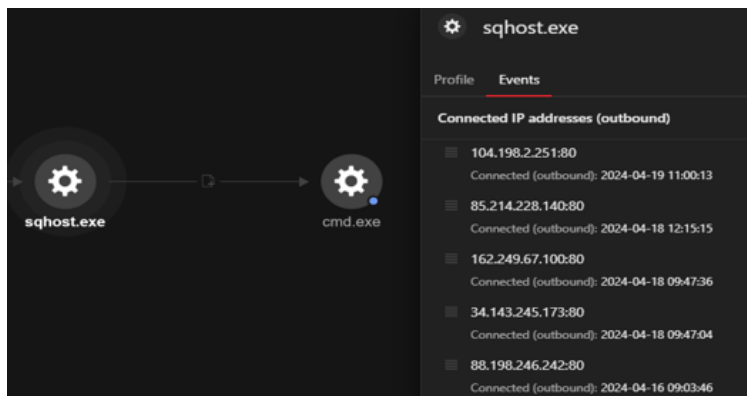 sqhost.exe
cmd.exe
sqhost.exe
Profile Events
Connected IP addresses (outbound)
104.198.2.251:80
Connected (outbound): 2024-04-19 11:00:13
85.214.228.140:80
Connected (outbound): 2024-04-18 12:15:15
162.249.67.100:80
Connected (outbound): 2024-04-18 09:47:36
34.143.245.173:80
Connected (outbound): 2024-04-18 09:47:04
88.198.246.242:80
Connected (outbound): 2024-04-16 09:03:46